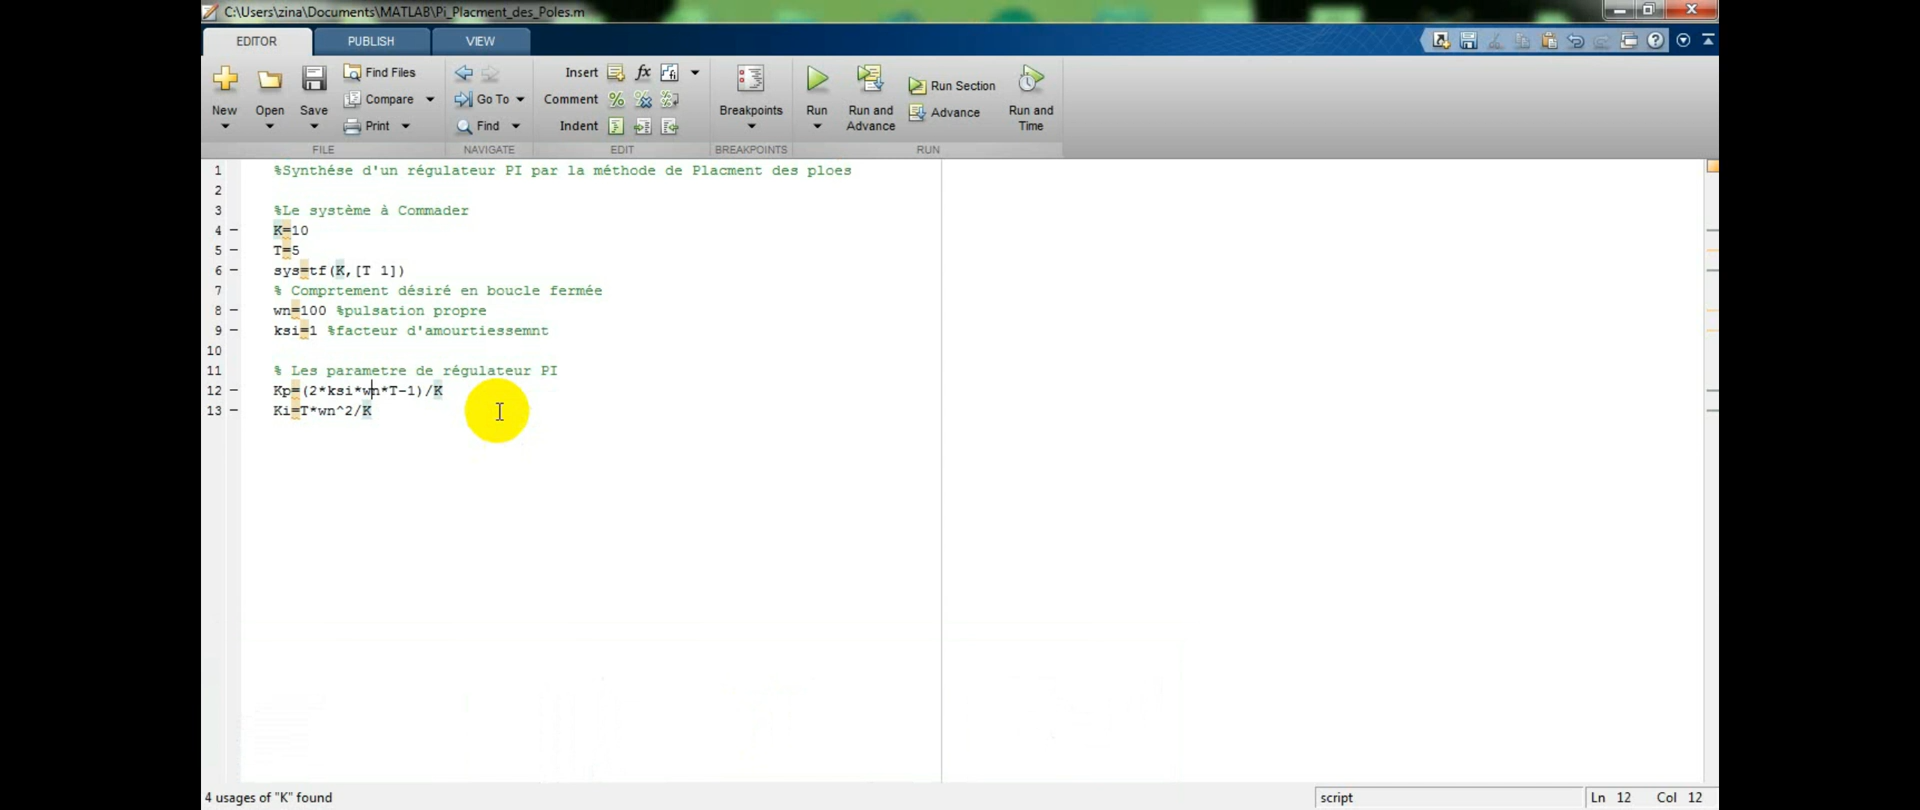 C:\Users\zina\Documents\MATLAB\Pi_Placment_des_Poles.m
EDITOR PUBLISH VIEW
New
Open
Save
Find Files
Compare
Print
FILE
Go To
Find
NAVIGATE
Insert
Comment
Indent
EDIT
Breakpoints
BREAKPOINTS
Run
Run and Advance
Run Section
Advance
Run and Time
RUN
1 %Synthése d'un régulateur PI par la méthode de Placment des ploes
2
3 %Le système à Commader
4 K=10
5 T=5
6 sys=tf(K,[T 1])
7 % Comprtement désiré en boucle fermée
8 wn=100 %pulsation propre
9 ksi=1 %facteur d'amourtiessemnt
10
11 % Les parametre de régulateur PI
12 Kp=(2*ksi*wn*T-1)/K
13 Ki=T*wn^2/K
4 usages of "K" found
script
Ln 12 Col 12